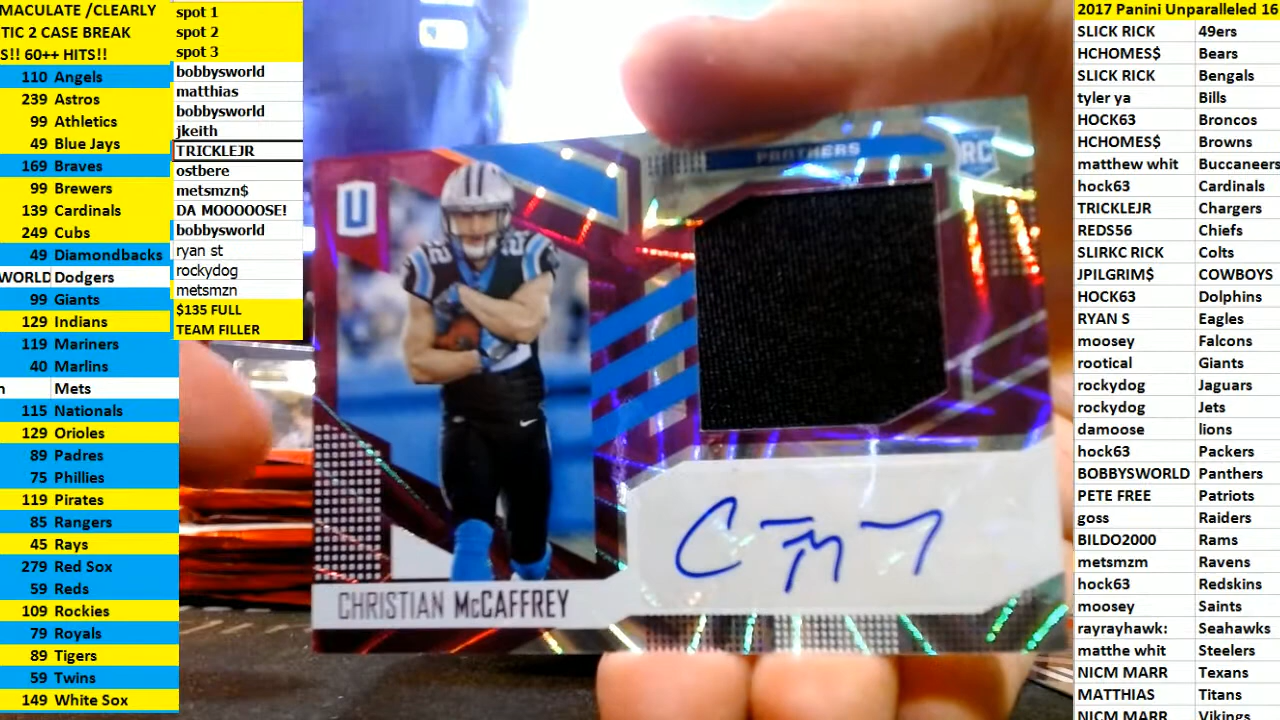 MACULATE /CLEARLY
TIC 2 CASE BREAK
S!! 60++ HITS!!
110 Angels
239 Astros
99 Athletics
49 Blue Jays
169 Braves
99 Brewers
139 Cardinals
249 Cubs
49 Diamondbacks
WORLD Dodgers
99 Giants
129 Indians
119 Mariners
40 Marlins
n Mets
115 Nationals
129 Orioles
89 Padres
75 Phillies
119 Pirates
85 Rangers
45 Rays
279 Red Sox
59 Reds
109 Rockies
79 Royals
89 Tigers
59 Twins
149 White Sox
spot 1
spot 2
spot 3
bobbysworld
matthias
bobbysworld
jkeith
TRICKLEJR
ostbere
metsmzn$
DA MOOOOOSE!
bobbysworld
ryan st
rockydog
metsmzn
$135 FULL
TEAM FILLER
U
22
PANTHERS
RC
CHRISTIAN McCAFFREY
2017 Panini Unparalleled 16
SLICK RICK 49ers
HCHOMES$ Bears
SLICK RICK Bengals
tyler ya Bills
HOCK63 Broncos
HCHOMES$ Browns
matthew whit Buccaneers
hock63 Cardinals
TRICKLEJR Chargers
REDS56 Chiefs
SLIRKC RICK Colts
JPILGRIM$ COWBOYS
HOCK63 Dolphins
RYAN S Eagles
moosey Falcons
rootical Giants
rockydog Jaguars
rockydog Jets
damoose lions
hock63 Packers
BOBBYSWORLD Panthers
PETE FREE Patriots
goss Raiders
BILDO2000 Rams
metsmzm Ravens
hock63 Redskins
moosey Saints
rayrayhawk: Seahawks
matthe whit Steelers
NICM MARR Texans
MATTHIAS Titans
NICM MARR Vikings